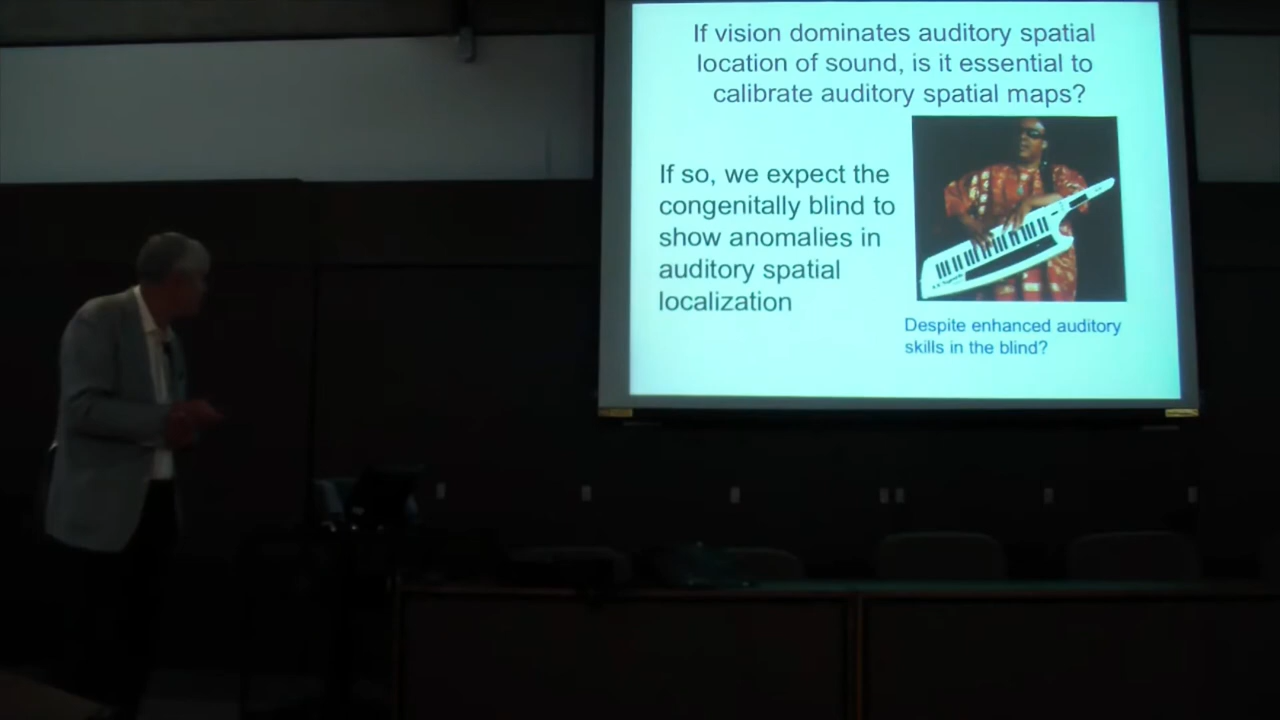 If vision dominates auditory spatial
location of sound, is it essential to
calibrate auditory spatial maps?
If so, we expect the
congenitally blind to
show anomalies in
auditory spatial
localization
Despite enhanced auditory
skills in the blind?